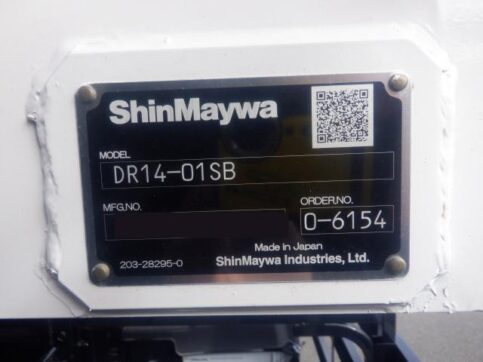 ShinMaywa
MODEL
DR14-01SB
MFG.NO.
ORDER.NO.
0-6154
Made in Japan
203-28295-0
ShinMaywa Industries, Ltd.